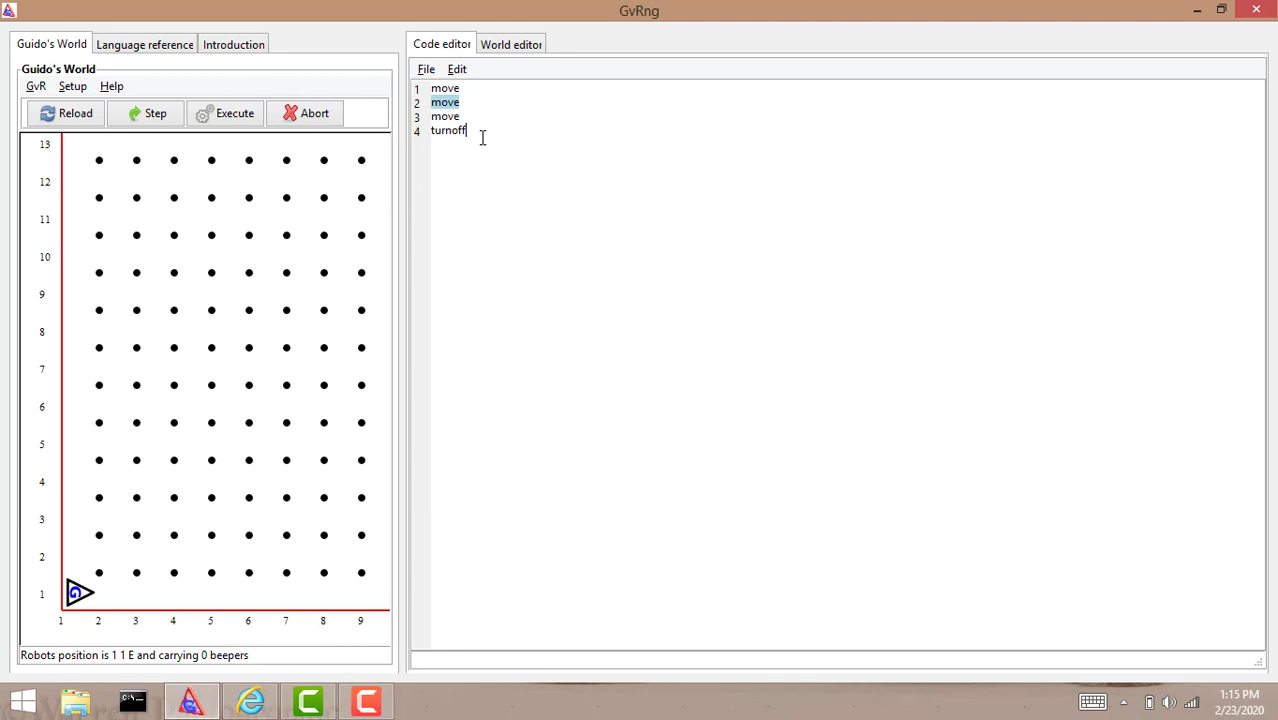 GvRng
Guido's World
Language reference
Introduction
Code editor
World editor
Guido's World
File
Edit
GvR
Setup
Help
1 move
2 move
3 move
4 turnoff
Reload
Step
Execute
Abort
13
12
11
10
9
8
7
6
5
4
3
2
1
G
1 2 3 4 5 6 7 8 9
Robots position is 1 1 E and carrying 0 beepers
1:15 PM
2/23/2020